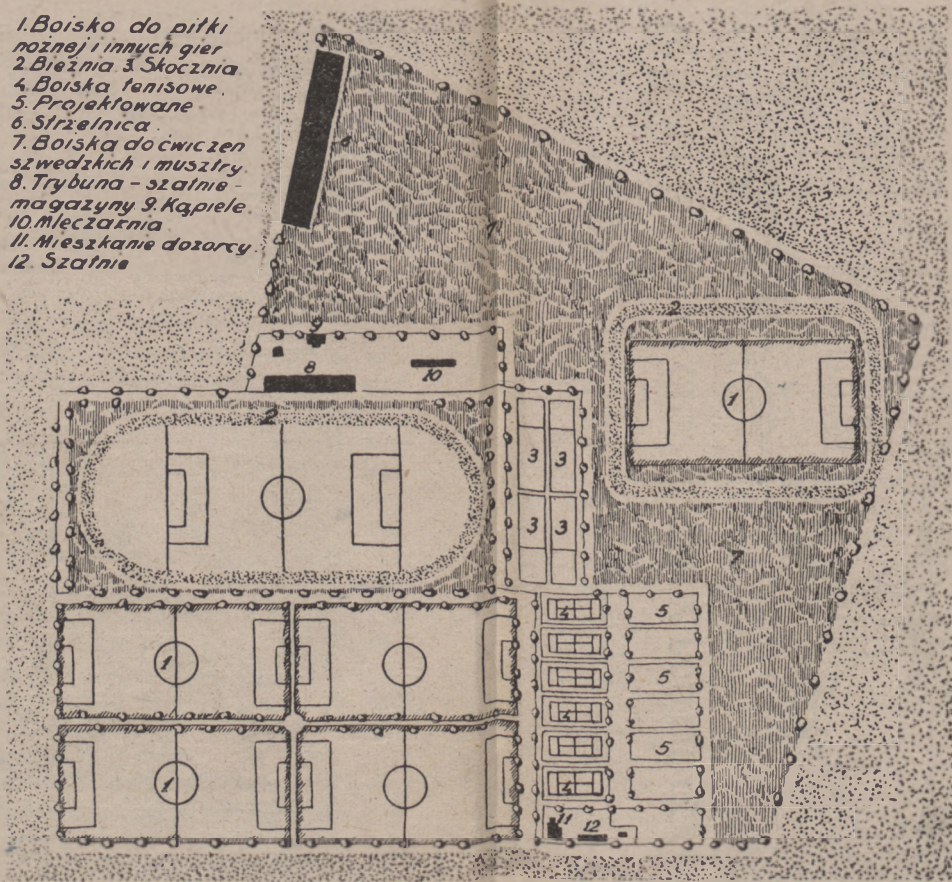 1. Boisko do piłki
nożnej i innych gier
2 Bieżnia 3. Skocznia
4. Boiska tenisowe.
5. Projektowane
6. Strzelnica.
7. Boiska do ćwiczen
szwedzkich i musztry
8. Trybuna - szatnie -
magazyny 9. Kąpiele
10. Mleczarnia
11. Mieszkanie dozorcy
12. Szatnie
6
7
2
9
8
10
1
2
3 3
3 3
7
4 5
1
5
4
5
1
4
11 12